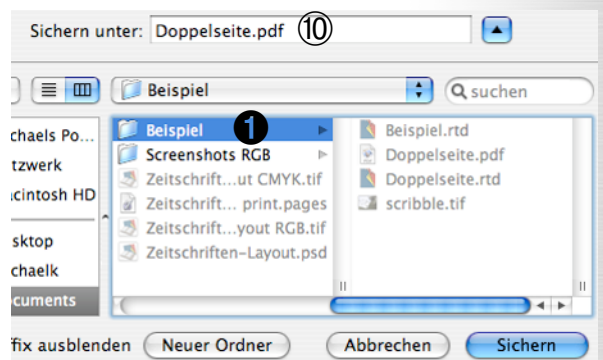 Sichern unter: Doppelseite.pdf ⑩
Beispiel suchen
chaels Po...
tzwerk
acintosh HD
sktop
chaelk
cuments
Beispiel ❶
Screenshots RGB
Zeitschrift...ut CMYK.tif
Zeitschrift... print.pages
Zeitschrift...yout RGB.tif
Zeitschriften-Layout.psd
Beispiel.rtd
Doppelseite.pdf
Doppelseite.rtd
scribble.tif
ffix ausblenden Neuer Ordner Abbrechen Sichern